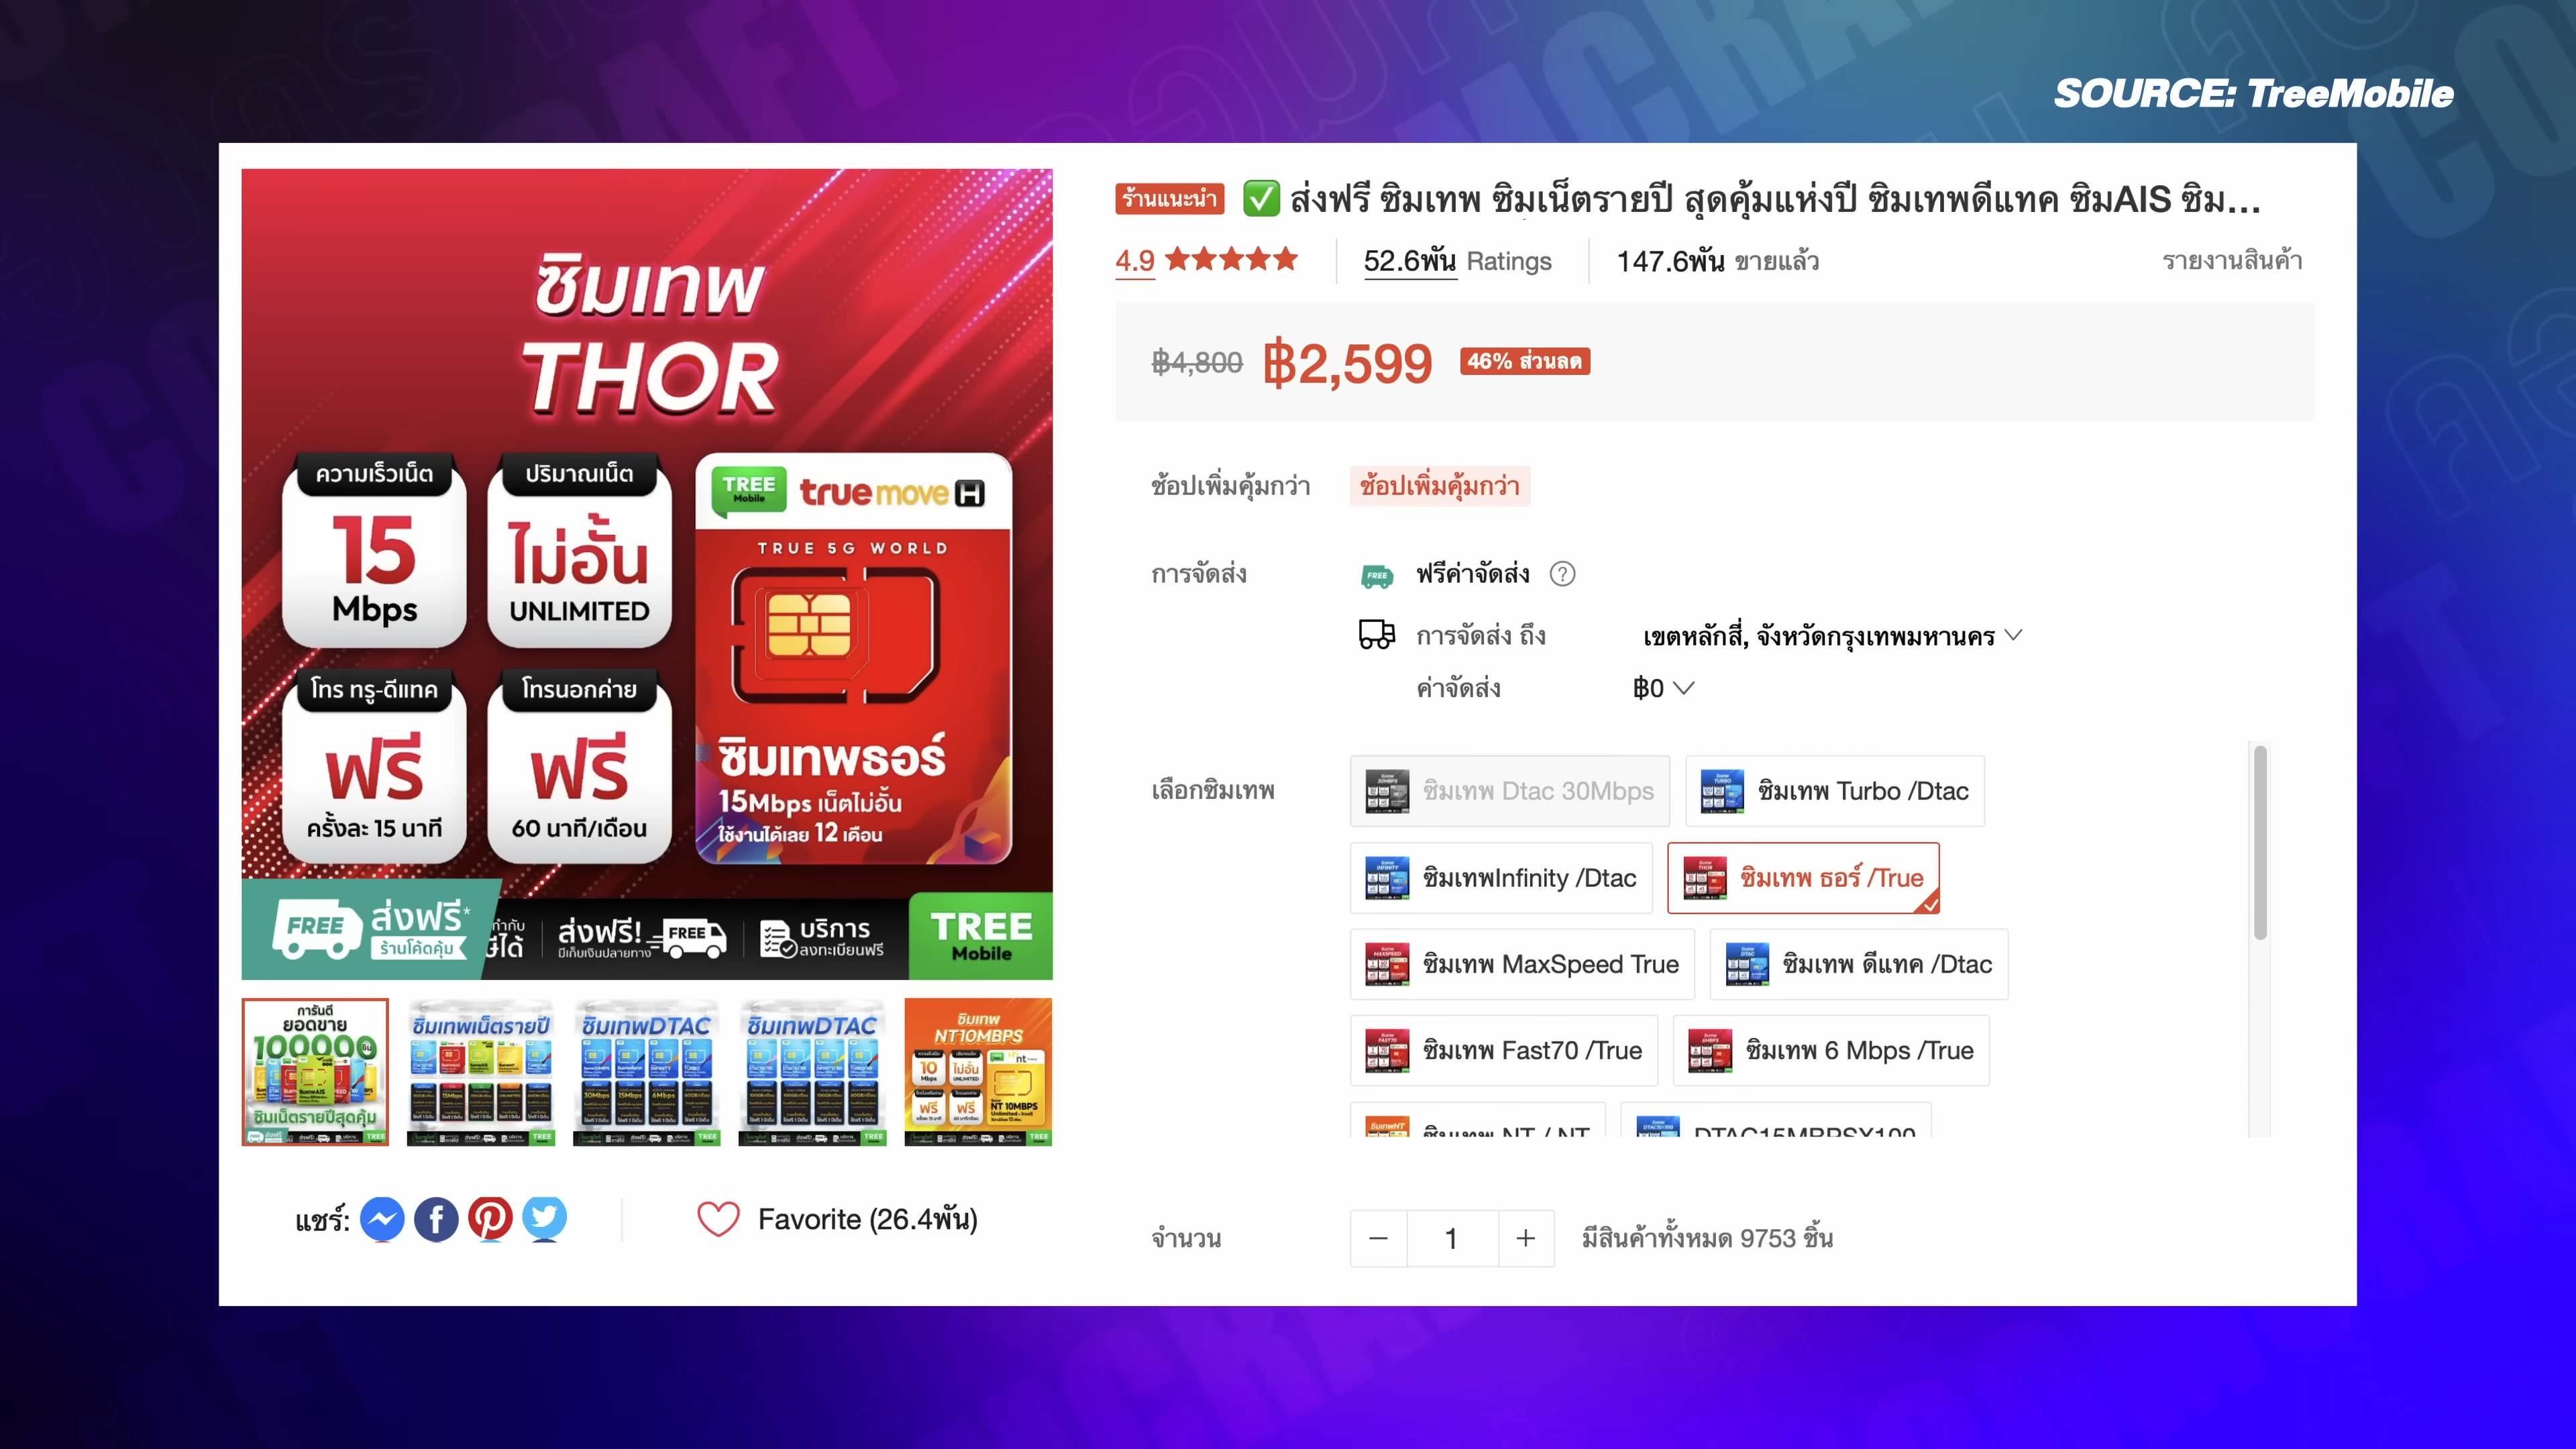 SOURCE: TreeMobile
ซิมเทพ
THOR
ความเร็วเน็ต
15
Mbps
ปริมาณเน็ต
ไม่อั้น
UNLIMITED
โทร ทรู-ดีแทค
ฟรี
ครั้งละ 15 นาที
โทรนอกค่าย
ฟรี
60 นาที/เดือน
TREE
Mobile
truemove H
TRUE 5G WORLD
ซิมเทพธอร์
15Mbps เน็ตไม่อั้น
ใช้งานได้เลย 12 เดือน
FREE
ส่งฟรี*
ร้านโค้ดคุ้ม
ส่งฟรี!
มีเก็บเงินปลายทาง
FREE
บริการ
ลงทะเบียนฟรี
TREE
Mobile
การันตี
ยอดขาย
100000
ซิมเน็ตรายปีสุดคุ้ม
ซิมเทพเน็ตรายปี
ซิมเทพDTAC
ซิมเทพDTAC
ซิมเทพ
NT10MBPS
แชร์:
Favorite (26.4พัน)
ร้านแนะนำ
✅ ส่งฟรี ซิมเทพ ซิมเน็ตรายปี สุดคุ้มแห่งปี ซิมเทพดีแทค ซิมAIS ซิม...
4.9
52.6พัน Ratings
147.6พัน ขายแล้ว
รายงานสินค้า
฿4,800 ฿2,599 46% ส่วนลด
ช้อปเพิ่มคุ้มกว่า
ช้อปเพิ่มคุ้มกว่า
การจัดส่ง
FREE
ฟรีค่าจัดส่ง ?
การจัดส่ง ถึง เขตหลักสี่, จังหวัดกรุงเทพมหานคร
ค่าจัดส่ง ฿0
เลือกซิมเทพ
ซิมเทพ Dtac 30Mbps
ซิมเทพ Turbo /Dtac
ซิมเทพInfinity /Dtac
ซิมเทพ ธอร์ /True
ซิมเทพ MaxSpeed True
ซิมเทพ ดีแทค /Dtac
ซิมเทพ Fast70 /True
ซิมเทพ 6 Mbps /True
ซิมเทพ NT / NT
DTAC15MBPSX100
จำนวน
− 1 +
มีสินค้าทั้งหมด 9753 ชิ้น